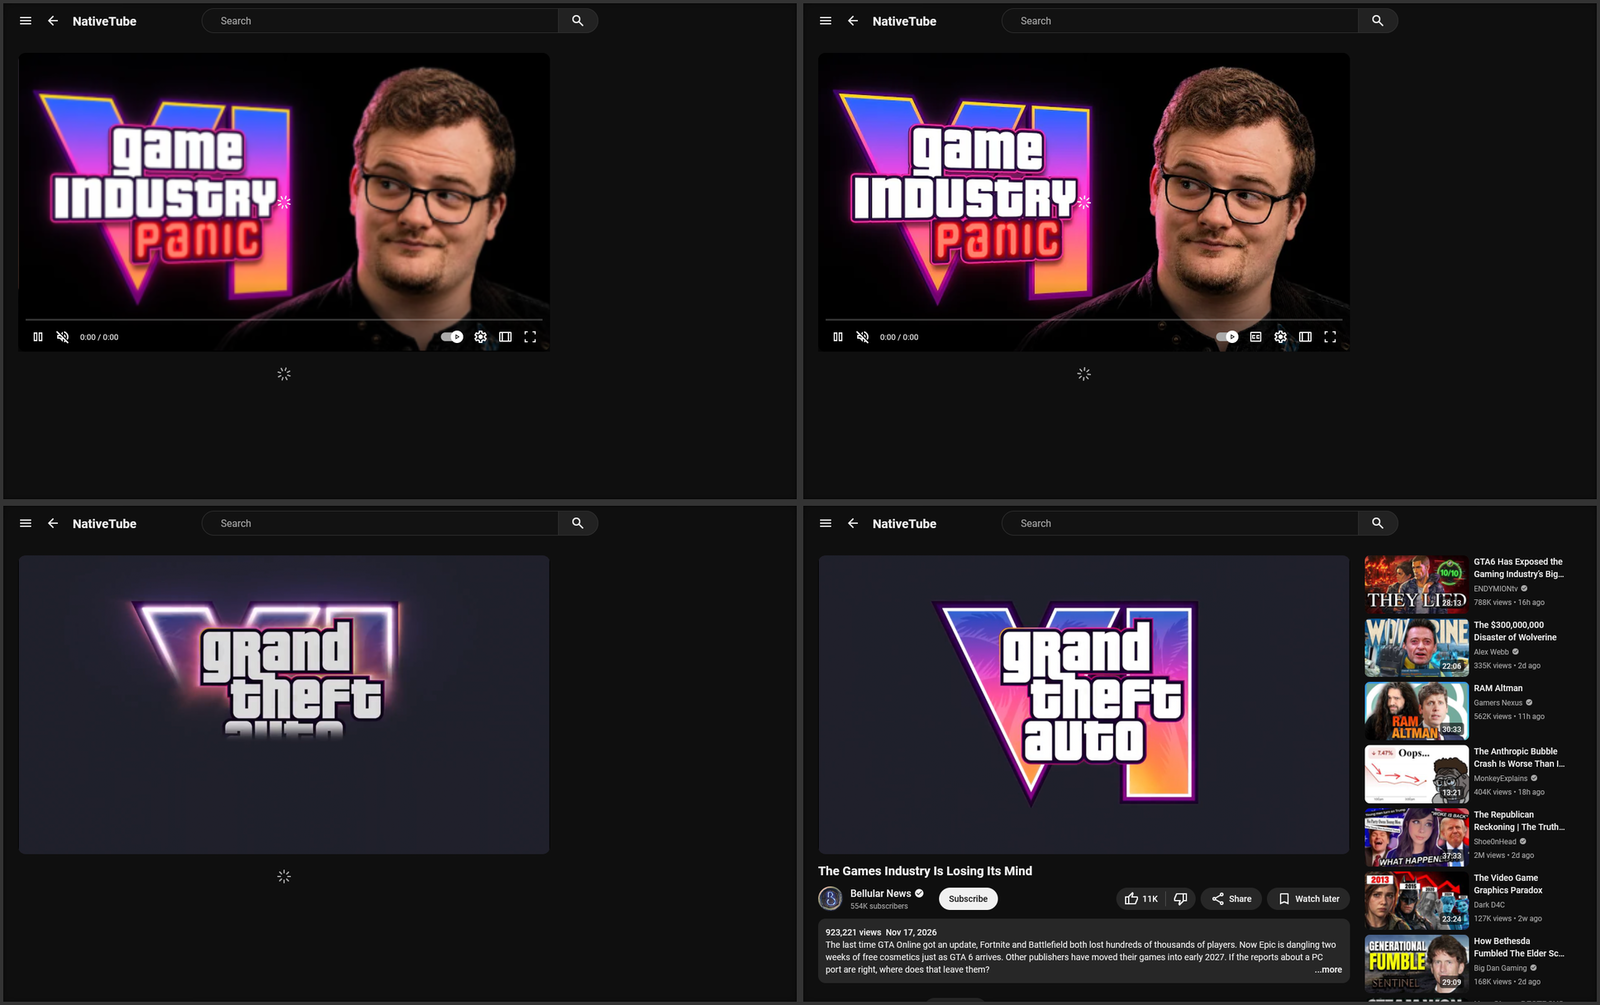 NativeTube
Search
game
INDUSTRY
PANIC
0:00 / 0:00
NativeTube
Search
game
INDUSTRY
PANIC
0:00 / 0:00
NativeTube
Search
grand
theft
auto
NativeTube
Search
grand
theft
auto
The Games Industry Is Losing Its Mind
Bellular News
554K subscribers
Subscribe
11K
Share
Watch later
923,221 views Nov 17, 2026
The last time GTA Online got an update, Fortnite and Battlefield both lost hundreds of thousands of players. Now Epic is dangling two
weeks of free cosmetics just as GTA 6 arrives. Other publishers have moved their games into early 2027. If the reports about a PC
port are right, where does that leave them?
...more
10/10
THEY LIED
28:13
GTA6 Has Exposed the
Gaming Industry's Big...
ENDYMIONtv
788K views • 16h ago
22:06
The $300,000,000
Disaster of Wolverine
Alex Webb
335K views • 2d ago
RAM
ALTMAN
30:33
RAM Altman
Gamers Nexus
562K views • 11h ago
7.47%
Oops...
13:21
The Anthropic Bubble
Crash Is Worse Than I...
MonkeyExplains
404K views • 18h ago
"WOKE IS BACK"
WHAT HAPPEN
37:33
The Republican
Reckoning | The Truth...
ShoeOnHead
2M views • 2d ago
2013
23:24
The Video Game
Graphics Paradox
Dark D4C
127K views • 2w ago
GENERATIONAL
FUMBLE
29:09
How Bethesda
Fumbled The Elder Sc...
Big Dan Gaming
168K views • 2d ago